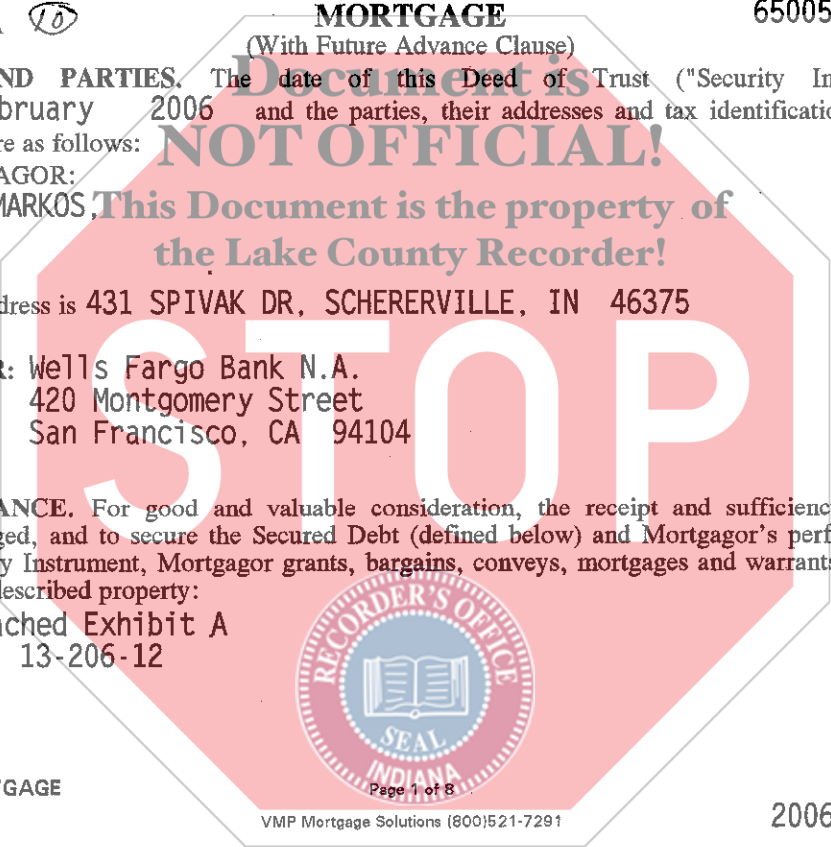 10 MORTGAGE 65005
(With Future Advance Clause)
ND PARTIES. The date of this Deed of Trust ("Security In
bruary 2006 and the parties, their addresses and tax identificatio
re as follows:
AGOR:
MARKOS,
Document is
NOT OFFICIAL!
This Document is the property of
the Lake County Recorder!
dress is 431 SPIVAK DR, SCHERERVILLE, IN 46375
STOP
R: Wells Fargo Bank N.A.
420 Montgomery Street
San Francisco, CA 94104
ANCE. For good and valuable consideration, the receipt and sufficienc
ged, and to secure the Secured Debt (defined below) and Mortgagor's perf
y Instrument, Mortgagor grants, bargains, conveys, mortgages and warrants
described property:
ached Exhibit A
13-206-12
RECORDER'S OFFICE
SEAL
INDIANA
TGAGE Page 1 of 8
VMP Mortgage Solutions (800)521-7291 2006